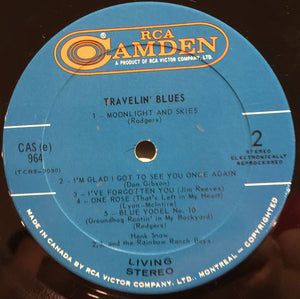 RCA
CAMDEN
A PRODUCT OF RCA VICTOR COMPANY, LTD.
TRAVELIN' BLUES
1 - MOONLIGHT AND SKIES
(Rodgers)
CAS (e)
964
(TCRS-3090)
2
STEREO
ELECTRONICALLY
REPROCESSED
2 - I'M GLAD I GOT TO SEE YOU ONCE AGAIN
(Don Gibson)
3 - I'VE FORGOTTEN YOU (Jim Reeves)
4 - ONE ROSE (That's Left in My Heart)
(Lyon-McIntire)
5 - BLUE YODEL No. 10
(Groundhog Rootin' in My Backyard)
(Rodgers)
Hank Snow
and the Rainbow Ranch Boys
LIVING
STEREO
MADE IN CANADA BY RCA VICTOR COMPANY, LTD., MONTREAL